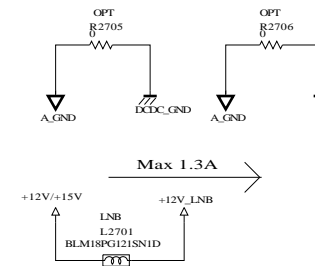 OPT
R2705
0
A_GND
DCDC_GND
OPT
R2706
0
A_GND
Max 1.3A
+12V/+15V
+12V_LNB
LNB
L2701
BLM18PG121SN1D